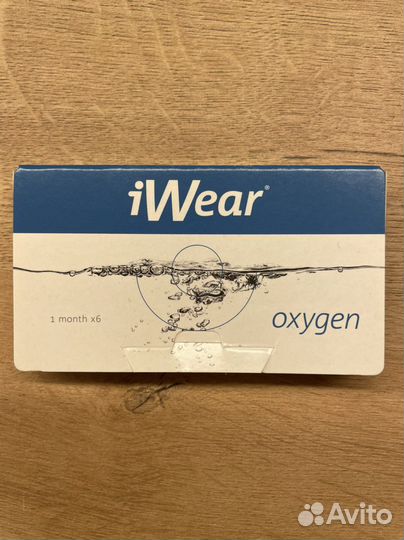 iWear®
1 month x6
oxygen
Avito